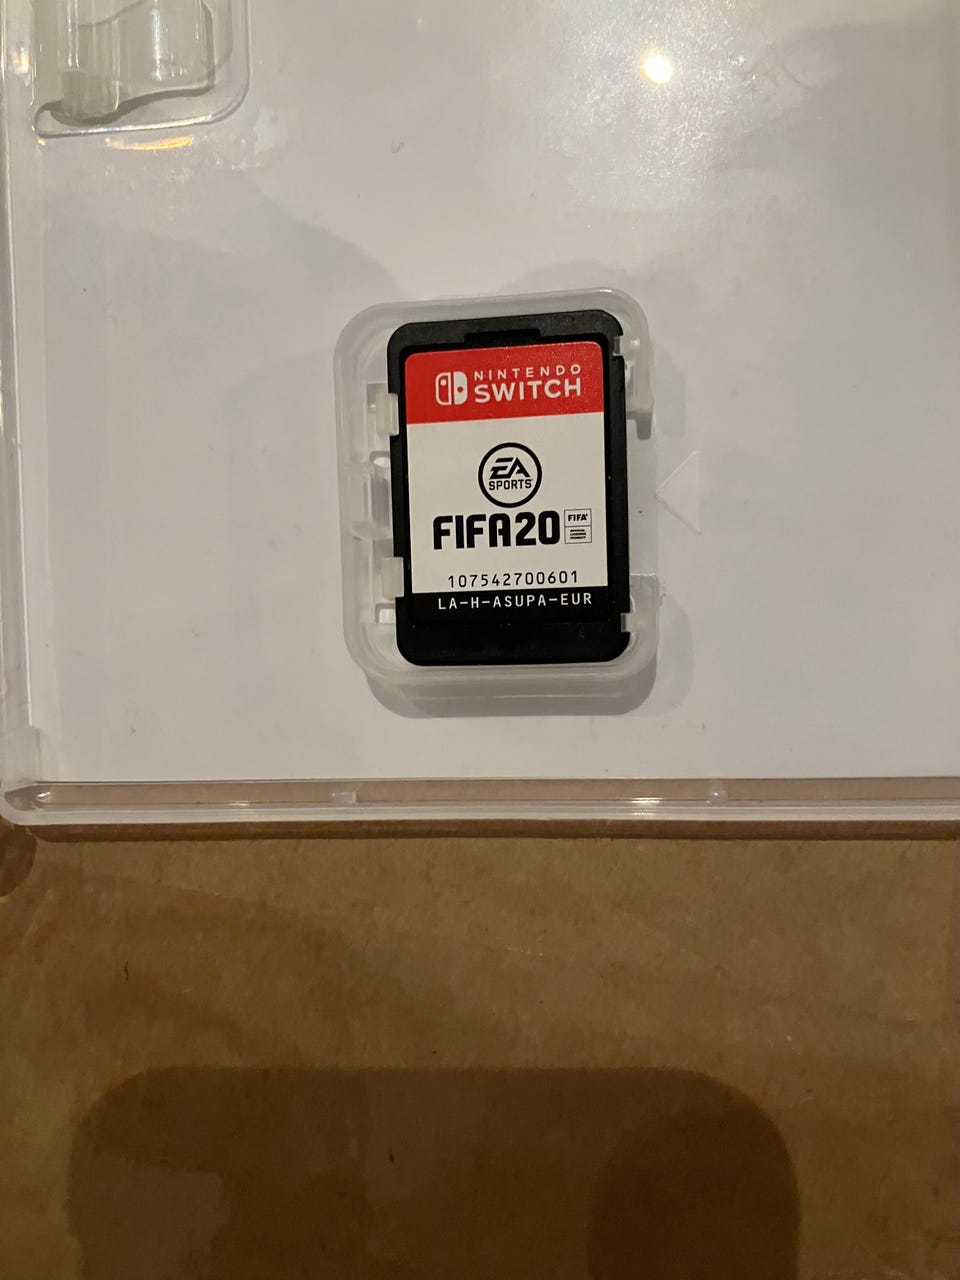 NINTENDO
SWITCH
EA
SPORTS
FIFA20
FIFA
107542700601
LA-H-ASUPA-EUR